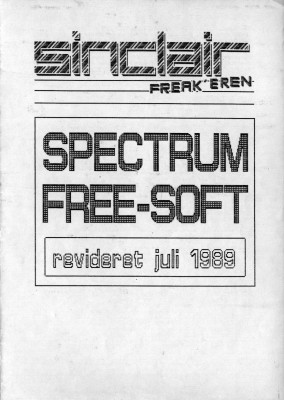 sinclair
FREAK'EREN
SPECTRUM
FREE-SOFT
revideret juli 1989